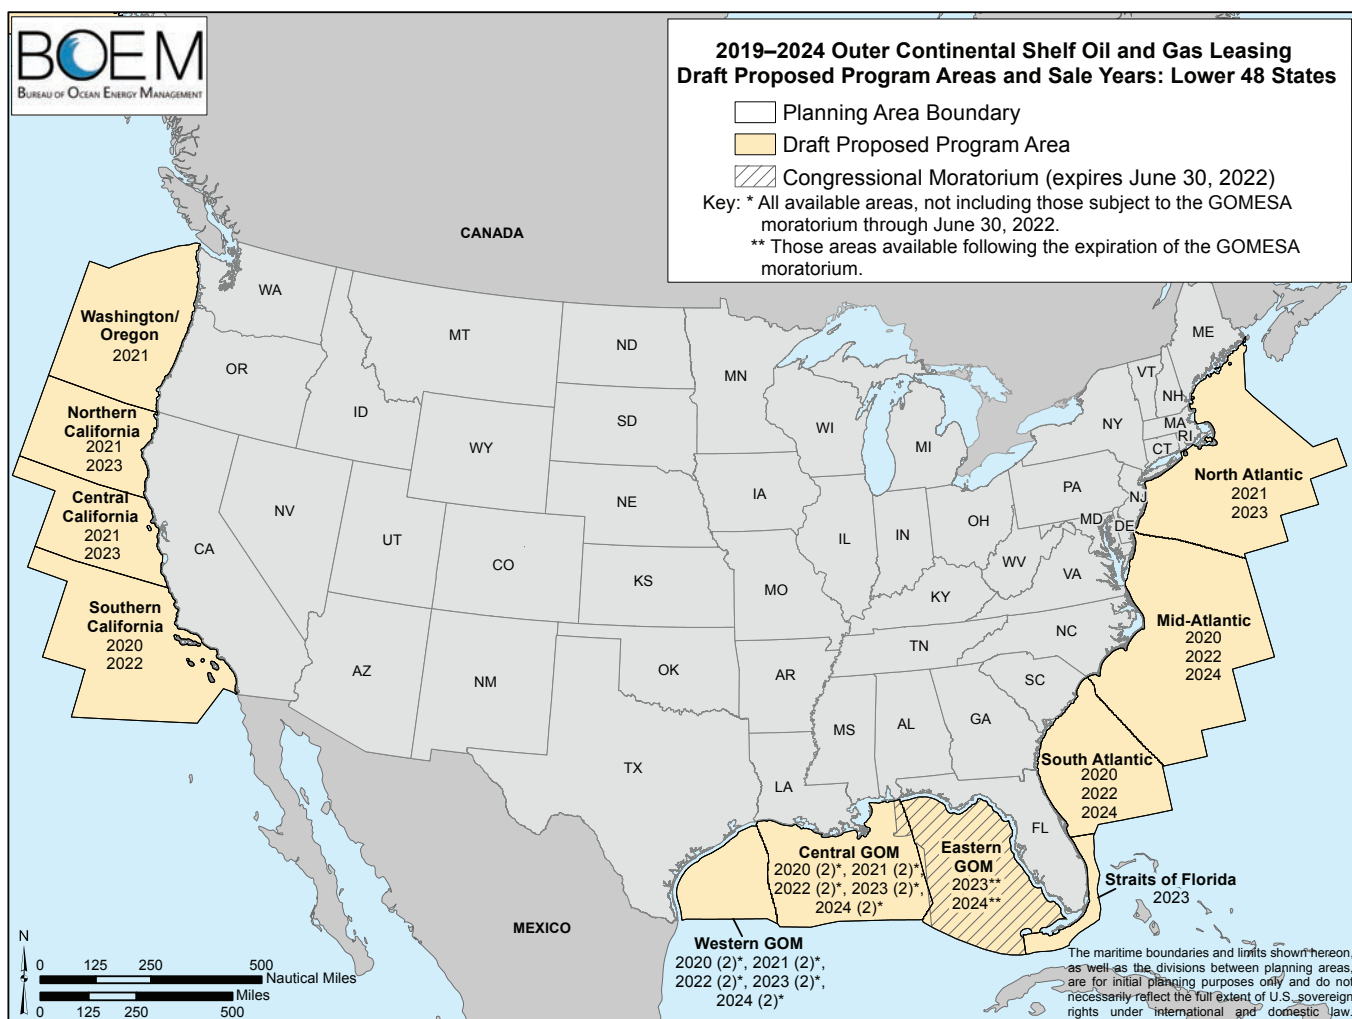 BOEM
BUREAU OF OCEAN ENERGY MANAGEMENT
2019–2024 Outer Continental Shelf Oil and Gas Leasing
Draft Proposed Program Areas and Sale Years: Lower 48 States
Planning Area Boundary
Draft Proposed Program Area
Congressional Moratorium (expires June 30, 2022)
Key: * All available areas, not including those subject to the GOMESA
moratorium through June 30, 2022.
** Those areas available following the expiration of the GOMESA
moratorium.
CANADA
WA
OR
ID
MT
ND
SD
MN
WI
MI
WY
NE
IA
NV
UT
CO
CA
KS
MO
IL
IN
OH
KY
WV
VA
PA
NY
VT
NH
ME
MA
RI
CT
NJ
MD
DE
NC
TN
SC
AZ
NM
OK
AR
TX
LA
MS
AL
GA
FL
MEXICO
Washington/
Oregon
2021
Northern
California
2021
2023
Central
California
2021
2023
Southern
California
2020
2022
North Atlantic
2021
2023
Mid-Atlantic
2020
2022
2024
South Atlantic
2020
2022
2024
Straits of Florida
2023
Eastern
GOM
2023**
2024**
Central GOM
2020 (2)*, 2021 (2)*,
2022 (2)*, 2023 (2)*,
2024 (2)*
Western GOM
2020 (2)*, 2021 (2)*,
2022 (2)*, 2023 (2)*,
2024 (2)*
N
0 125 250 500
Nautical Miles
Miles
0 125 250 500
The maritime boundaries and limits shown hereon,
as well as the divisions between planning areas,
are for initial planning purposes only and do not
necessarily reflect the full extent of U.S. sovereign
rights under international and domestic law.